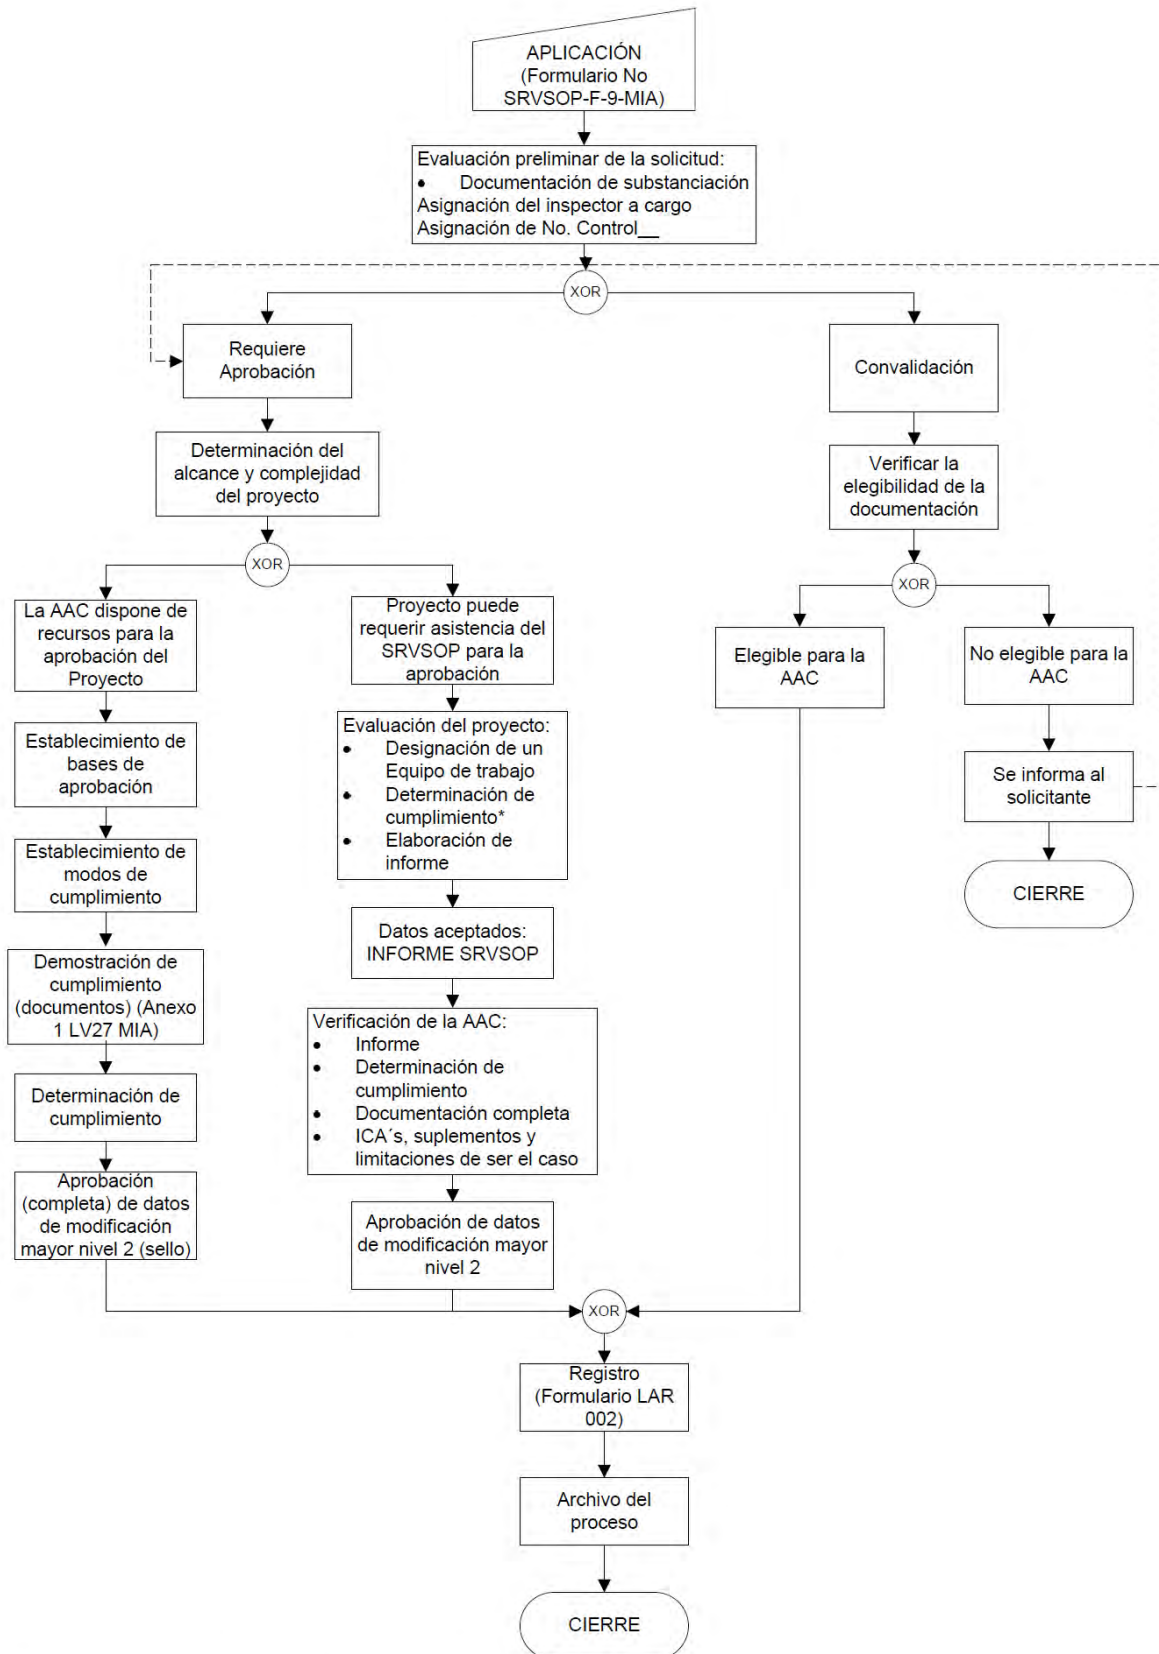 APLICACIÓN
(Formulario No
SRVSOP-F-9-MIA)
Evaluación preliminar de la solicitud:
• Documentación de substanciación
Asignación del inspector a cargo
Asignación de No. Control__
XOR
Requiere
Aprobación
Convalidación
Determinación del
alcance y complejidad
del proyecto
Verificar la
elegibilidad de la
documentación
XOR
XOR
La AAC dispone de
recursos para la
aprobación del
Proyecto
Proyecto puede
requerir asistencia del
SRVSOP para la
aprobación
Elegible para la
AAC
No elegible para la
AAC
Establecimiento de
bases de
aprobación
Evaluación del proyecto:
• Designación de un
Equipo de trabajo
• Determinación de
cumplimiento*
• Elaboración de
informe
Se informa al
solicitante
Establecimiento de
modos de
cumplimiento
CIERRE
Demostración de
cumplimiento
(documentos) (Anexo
1 LV27 MIA)
Datos aceptados:
INFORME SRVSOP
Determinación de
cumplimiento
Verificación de la AAC:
• Informe
• Determinación de
cumplimiento
• Documentación completa
• ICA´s, suplementos y
limitaciones de ser el caso
Aprobación
(completa) de datos
de modificación
mayor nivel 2 (sello)
Aprobación de datos
de modificación mayor
nivel 2
XOR
Registro
(Formulario LAR
002)
Archivo del
proceso
CIERRE